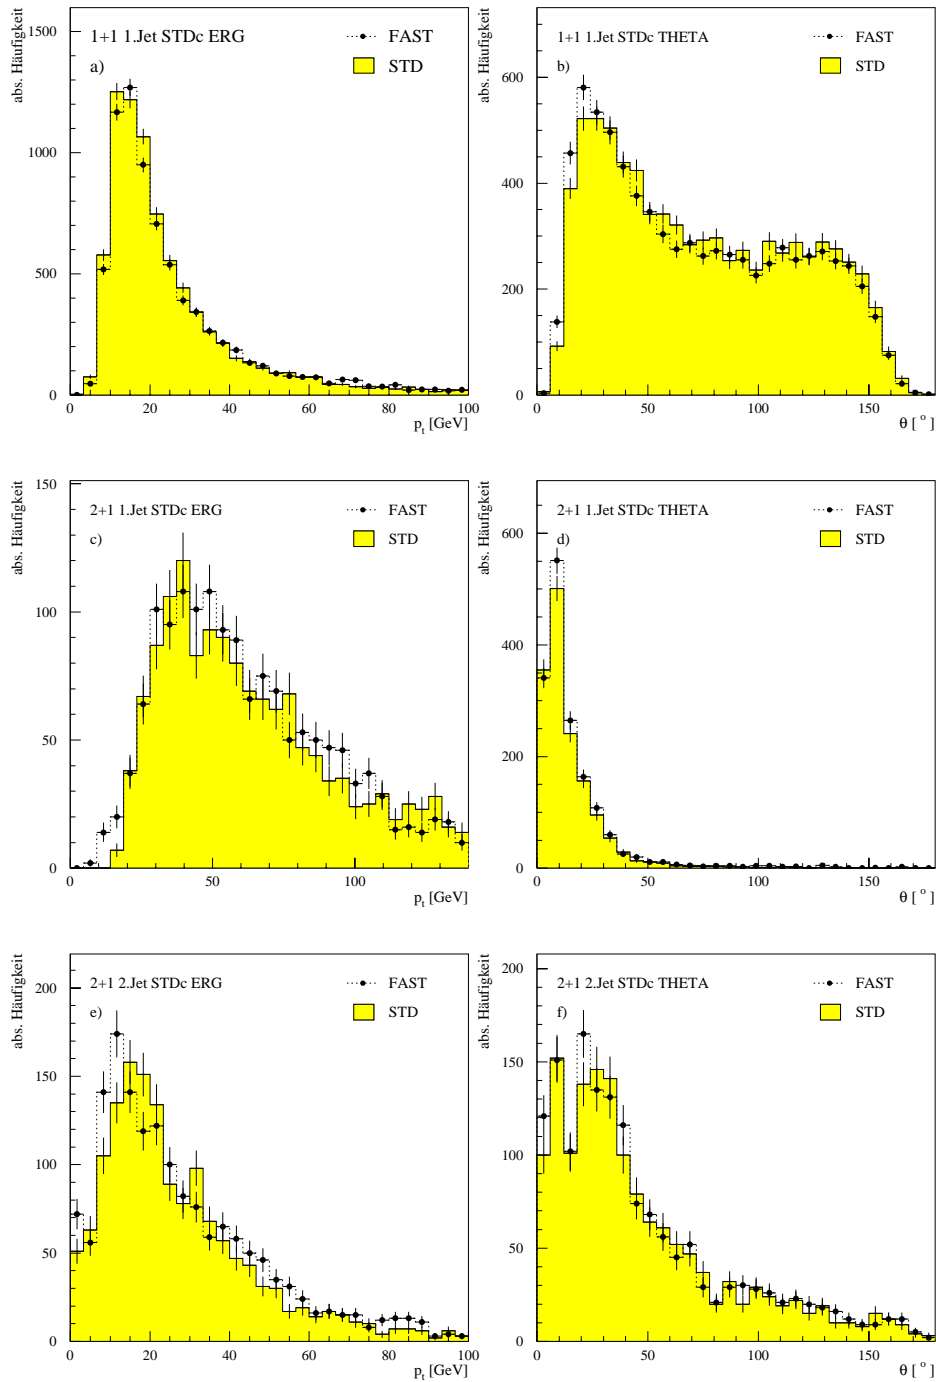 abs. Häufigkeit
1+1 1.Jet STDc ERG
FAST
a)
STD
1500
1000
500
0
0 20 40 60 80 100
pt [GeV]
abs. Häufigkeit
1+1 1.Jet STDc THETA
FAST
b)
STD
600
400
200
0
0 50 100 150
θ [ o ]
abs. Häufigkeit
2+1 1.Jet STDc ERG
FAST
c)
STD
150
100
50
0
0 50 100
pt [GeV]
abs. Häufigkeit
2+1 1.Jet STDc THETA
FAST
d)
STD
600
400
200
0
0 50 100 150
θ [ o ]
abs. Häufigkeit
2+1 2.Jet STDc ERG
FAST
e)
STD
200
150
100
50
0
0 20 40 60 80 100
pt [GeV]
abs. Häufigkeit
2+1 2.Jet STDc THETA
FAST
f)
STD
200
150
100
50
0
0 50 100 150
θ [ o ]